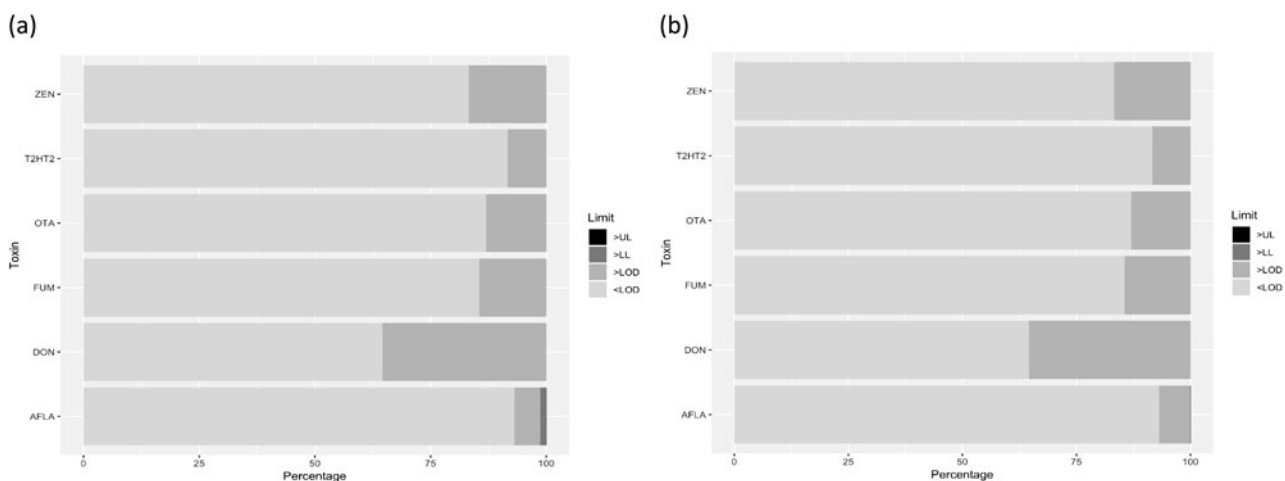 (a)
Toxin
ZEN
T2HT2
OTA
FUM
DON
AFLA
0 25 50 75 100
Percentage
Limit
>UL
>LL
>LOD
<LOD
(b)
Toxin
ZEN
T2HT2
OTA
FUM
DON
AFLA
0 25 50 75 100
Percentage
Limit
>UL
>LL
>LOD
<LOD